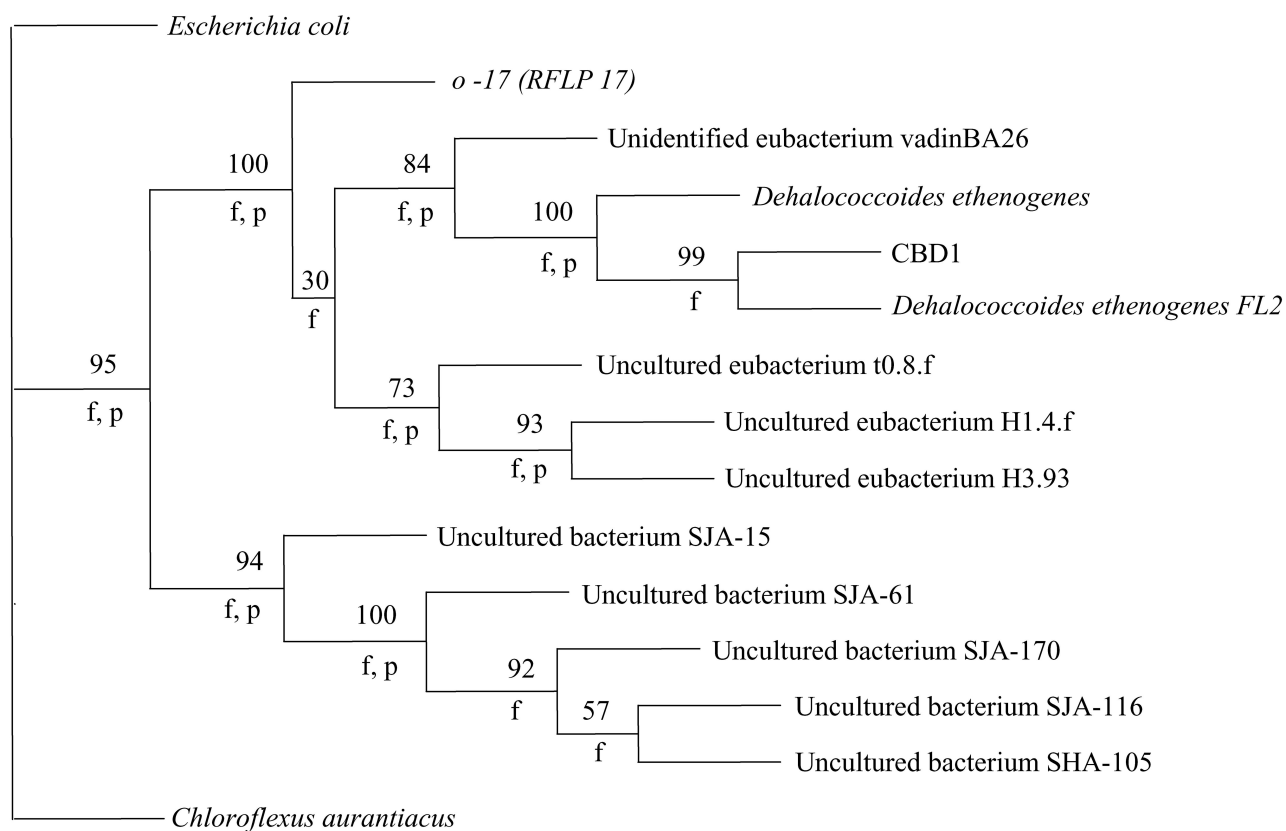 Escherichia coli
o -17 (RFLP 17)
Unidentified eubacterium vadinBA26
84
100
f, p
f, p
Dehalococcoides ethenogenes
100
f, p
99
CBD1
30
f
f
Dehalococcoides ethenogenes FL2
95
f, p
Uncultured eubacterium t0.8.f
73
f, p
93
Uncultured eubacterium H1.4.f
f, p
Uncultured eubacterium H3.93
Uncultured bacterium SJA-15
94
f, p
Uncultured bacterium SJA-61
100
f, p
Uncultured bacterium SJA-170
92
f
57
Uncultured bacterium SJA-116
f
Uncultured bacterium SHA-105
Chloroflexus aurantiacus